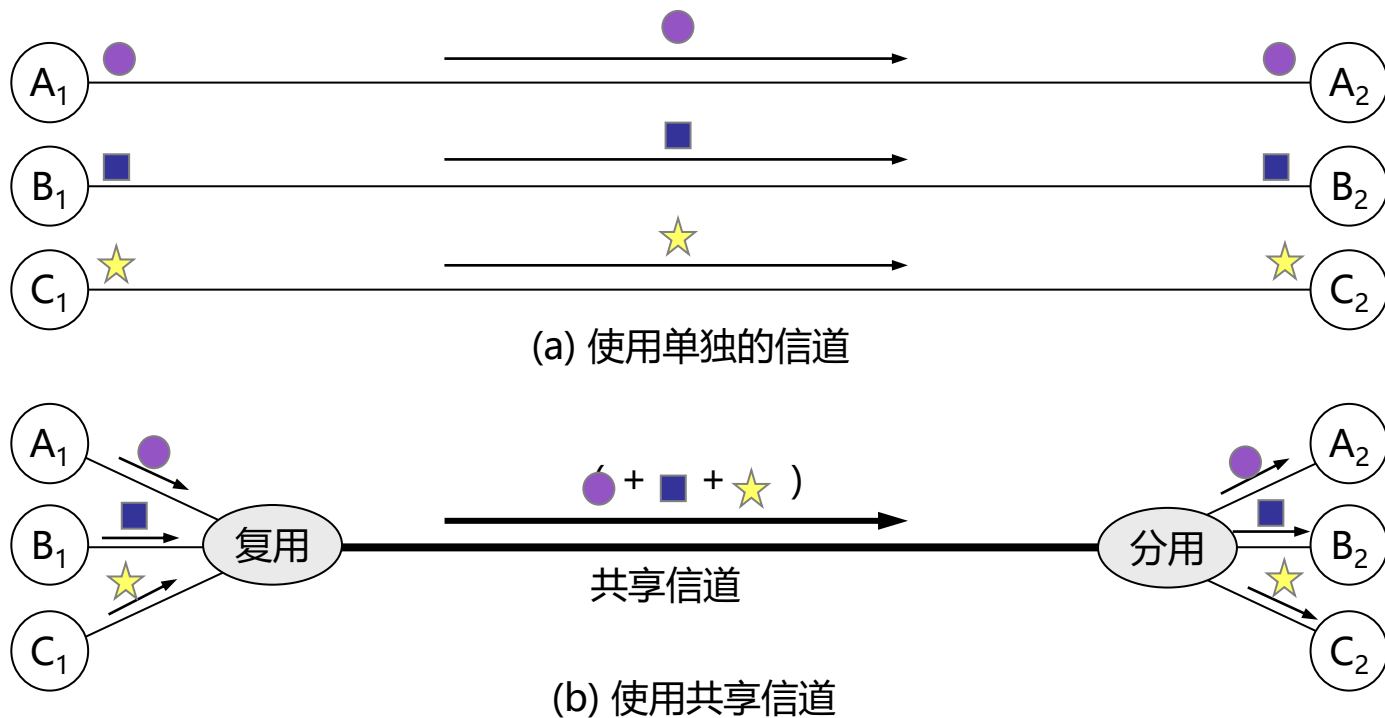 A₁ A₂
B₁ B₂
C₁ C₂
(a) 使用单独的信道
A₁ A₂
( + + )
B₁ 复用 分用 B₂
共享信道
C₁ C₂
(b) 使用共享信道